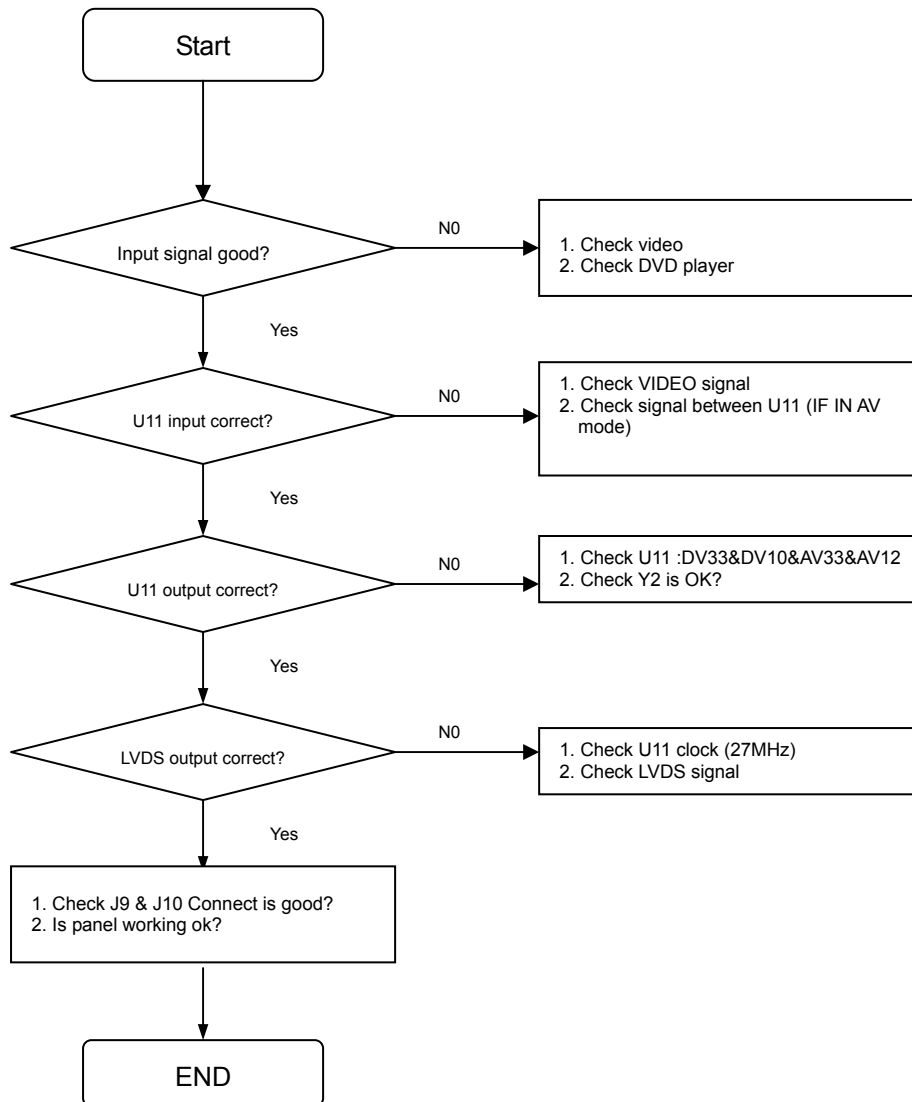 Start
Input signal good?
N0
1. Check video
2. Check DVD player
Yes
U11 input correct?
N0
1. Check VIDEO signal
2. Check signal between U11 (IF IN AV
mode)
Yes
U11 output correct?
N0
1. Check U11 :DV33&DV10&AV33&AV12
2. Check Y2 is OK?
Yes
LVDS output correct?
N0
1. Check U11 clock (27MHz)
2. Check LVDS signal
Yes
1. Check J9 & J10 Connect is good?
2. Is panel working ok?
END